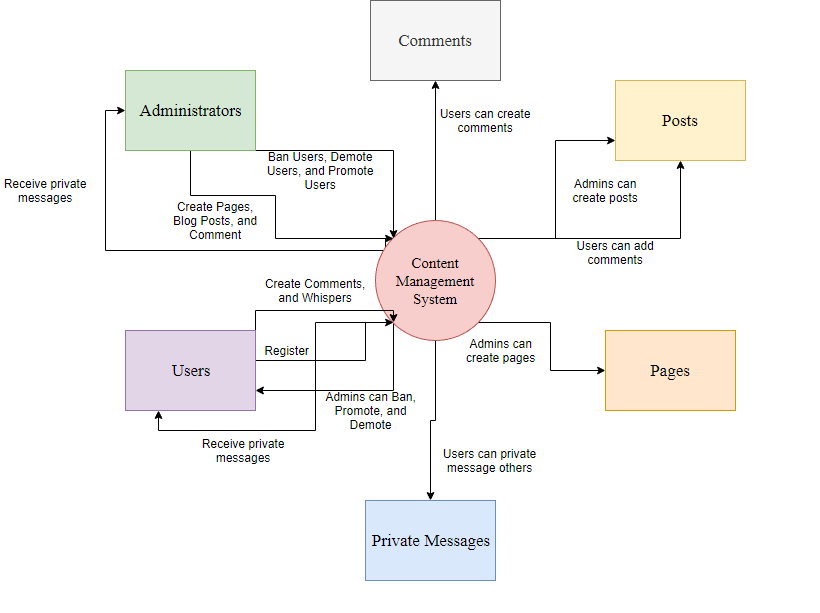 Comments
Users can create
comments
Administrators
Posts
Ban Users, Demote
Users, and Promote
Users
Receive private
messages
Admins can
create posts
Create Pages,
Blog Posts, and
Comment
Users can add
comments
Content
Management
System
Create Comments,
and Whispers
Register
Admins can
create pages
Users
Pages
Admins can Ban,
Promote, and
Demote
Receive private
messages
Users can private
message others
Private Messages